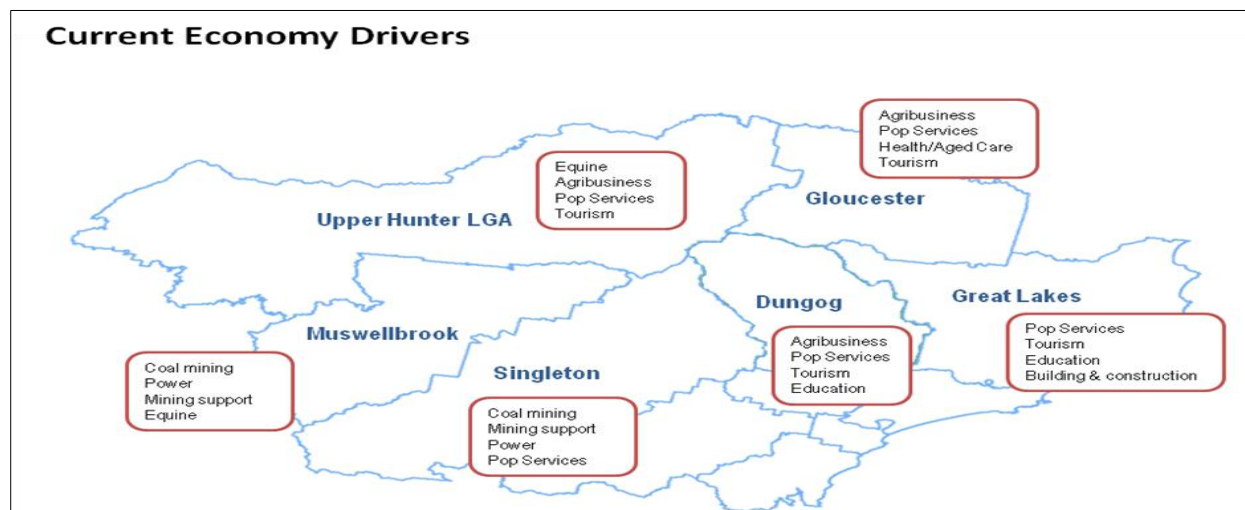 Current Economy Drivers
Agribusiness
Pop Services
Health/Aged Care
Tourism
Gloucester
Equine
Agribusiness
Pop Services
Tourism
Upper Hunter LGA
Dungog
Agribusiness
Pop Services
Tourism
Education
Great Lakes
Pop Services
Tourism
Education
Building & construction
Muswellbrook
Coal mining
Power
Mining support
Equine
Singleton
Coal mining
Mining support
Power
Pop Services